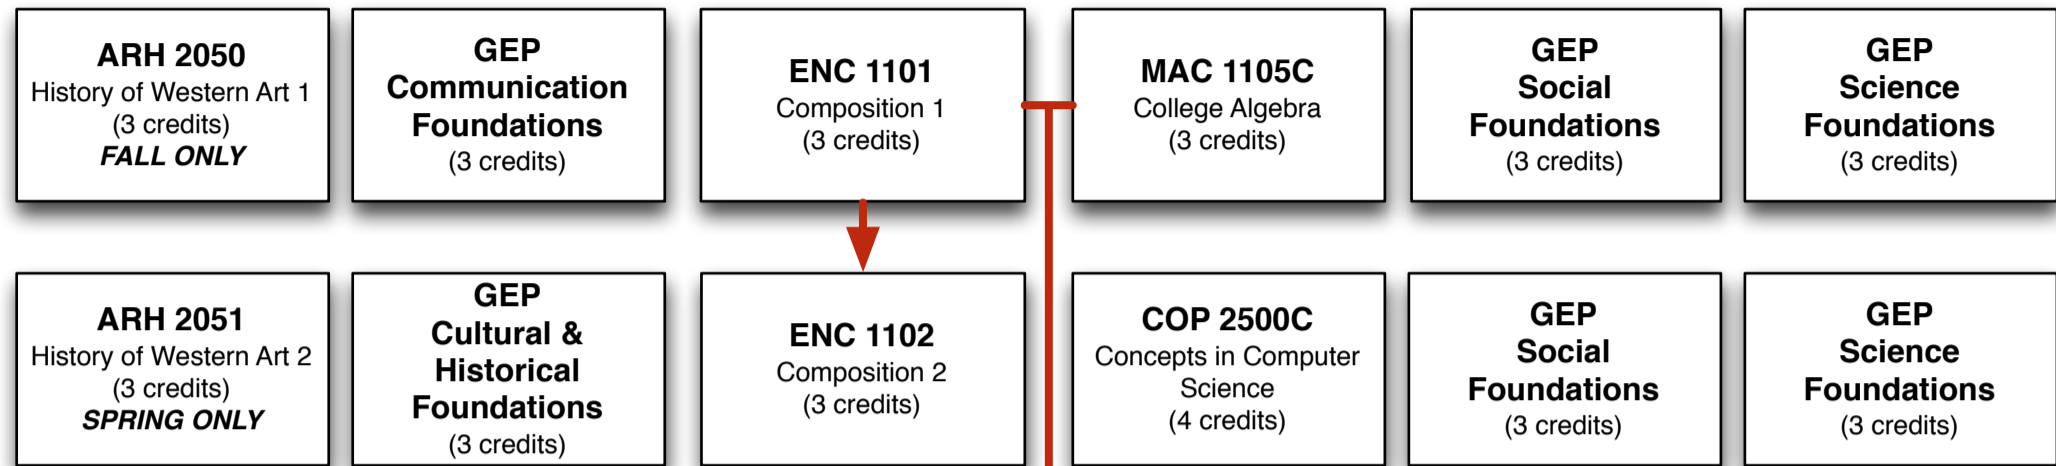 ARH 2050
History of Western Art 1
(3 credits)
FALL ONLY
GEP
Communication
Foundations
(3 credits)
ENC 1101
Composition 1
(3 credits)
MAC 1105C
College Algebra
(3 credits)
GEP
Social
Foundations
(3 credits)
GEP
Science
Foundations
(3 credits)
ARH 2051
History of Western Art 2
(3 credits)
SPRING ONLY
GEP
Cultural &
Historical
Foundations
(3 credits)
ENC 1102
Composition 2
(3 credits)
COP 2500C
Concepts in Computer
Science
(4 credits)
GEP
Social
Foundations
(3 credits)
GEP
Science
Foundations
(3 credits)